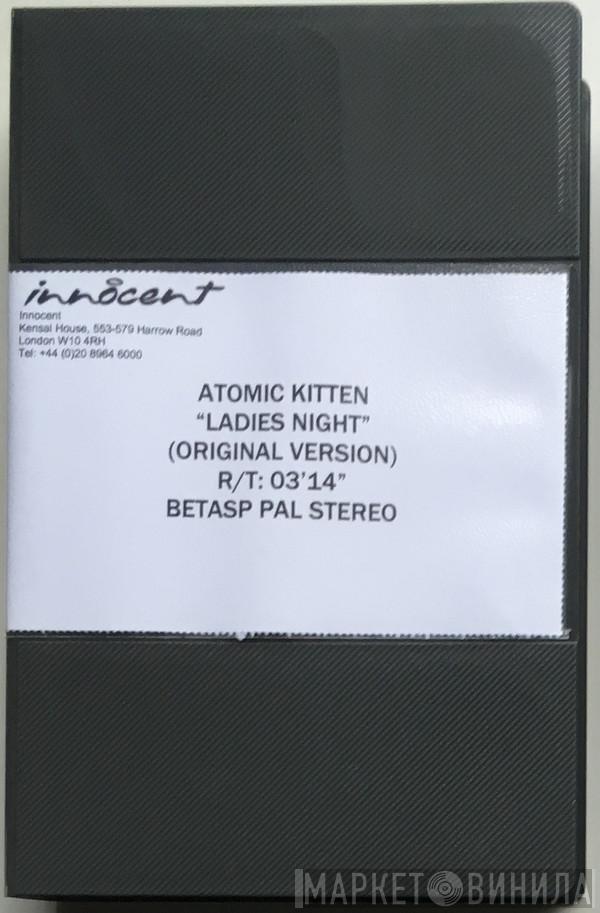 innocent
Innocent
Kensal House, 553-579 Harrow Road
London W10 4RH
Tel: +44 (0)20 8964 6000
ATOMIC KITTEN
“LADIES NIGHT”
(ORIGINAL VERSION)
R/T: 03’14”
BETASP PAL STEREO
МАРКЕТ ВИНИЛА